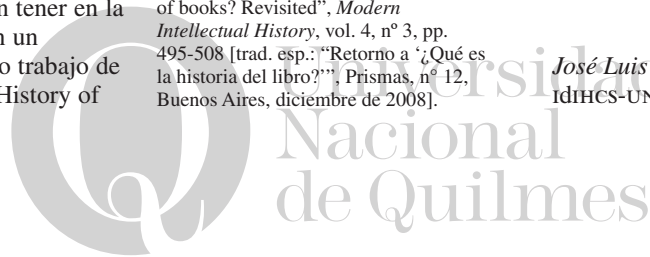 n tener en la
n un
o trabajo de
History of
of books? Revisited”, Modern
Intellectual History, vol. 4, nº 3, pp.
495-508 [trad. esp.: “Retorno a ‘¿Qué es
la historia del libro?’”, Prismas, nº 12,
Buenos Aires, diciembre de 2008].
José Luis
IdIHCS-UN
Universidad
Nacional
de Quilmes